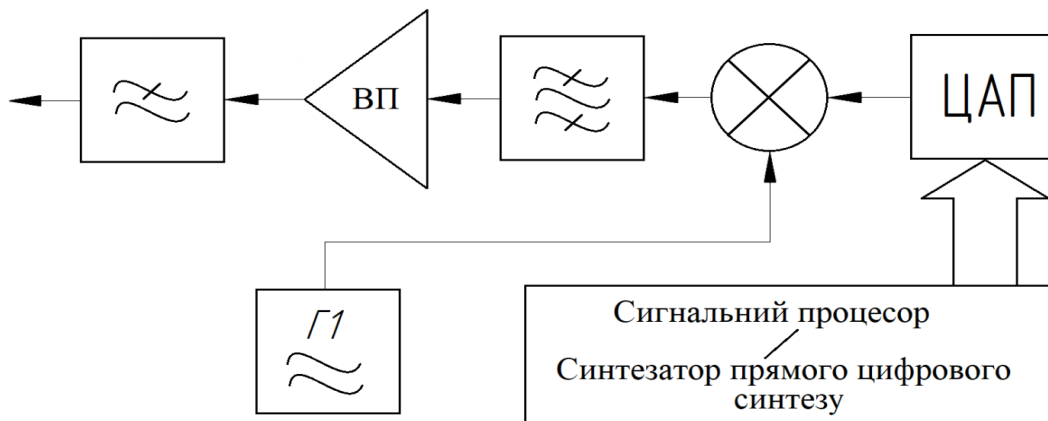 ВП
ЦАП
Г1
Сигнальний процесор
Синтезатор прямого цифрового
синтезу